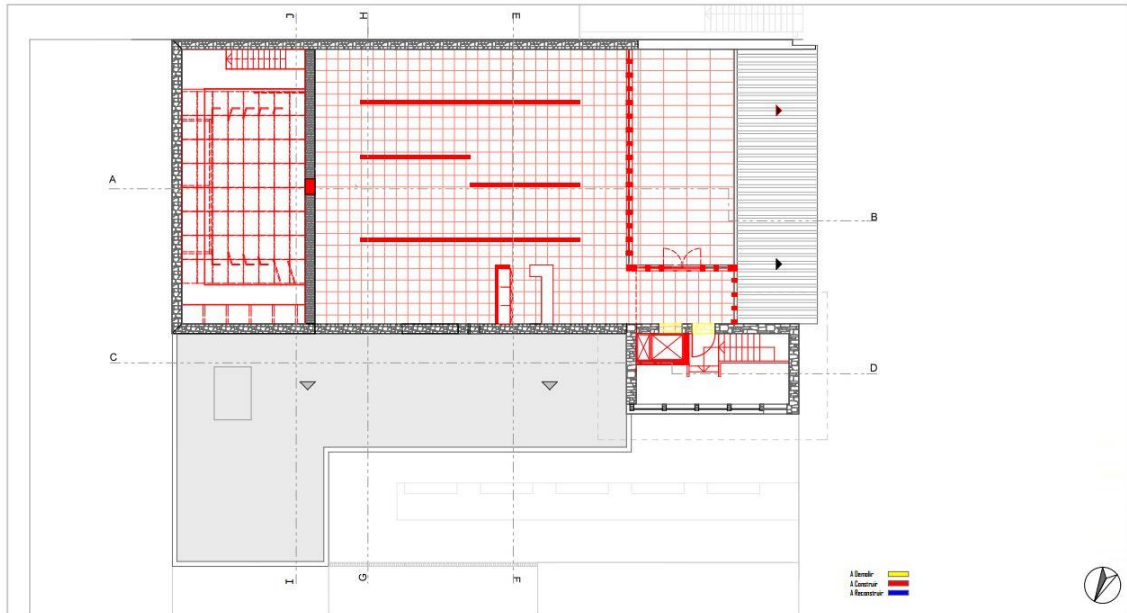 J H E
A
B
C
D
I G F
A Demolir
A Construir
A Reconstruir